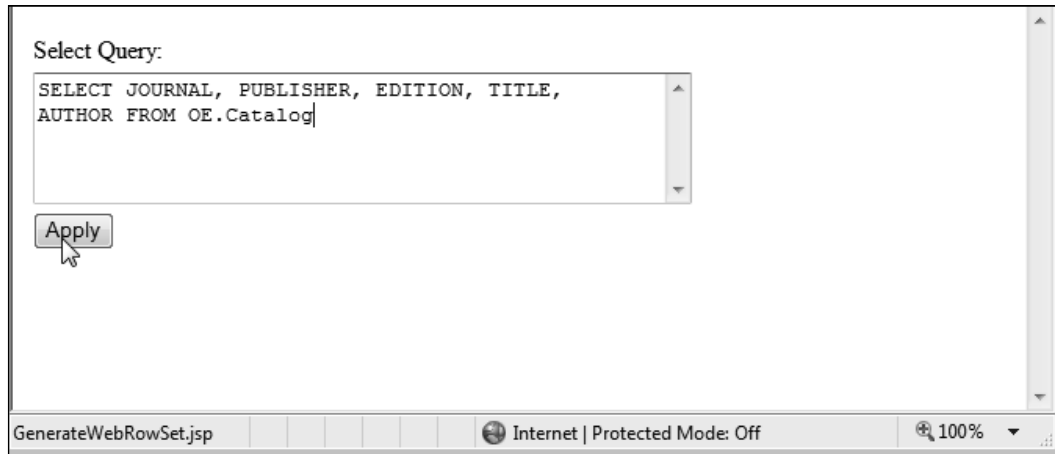 Select Query:
SELECT JOURNAL, PUBLISHER, EDITION, TITLE,
AUTHOR FROM OE.Catalog
Apply
GenerateWebRowSet.jsp Internet | Protected Mode: Off 100%